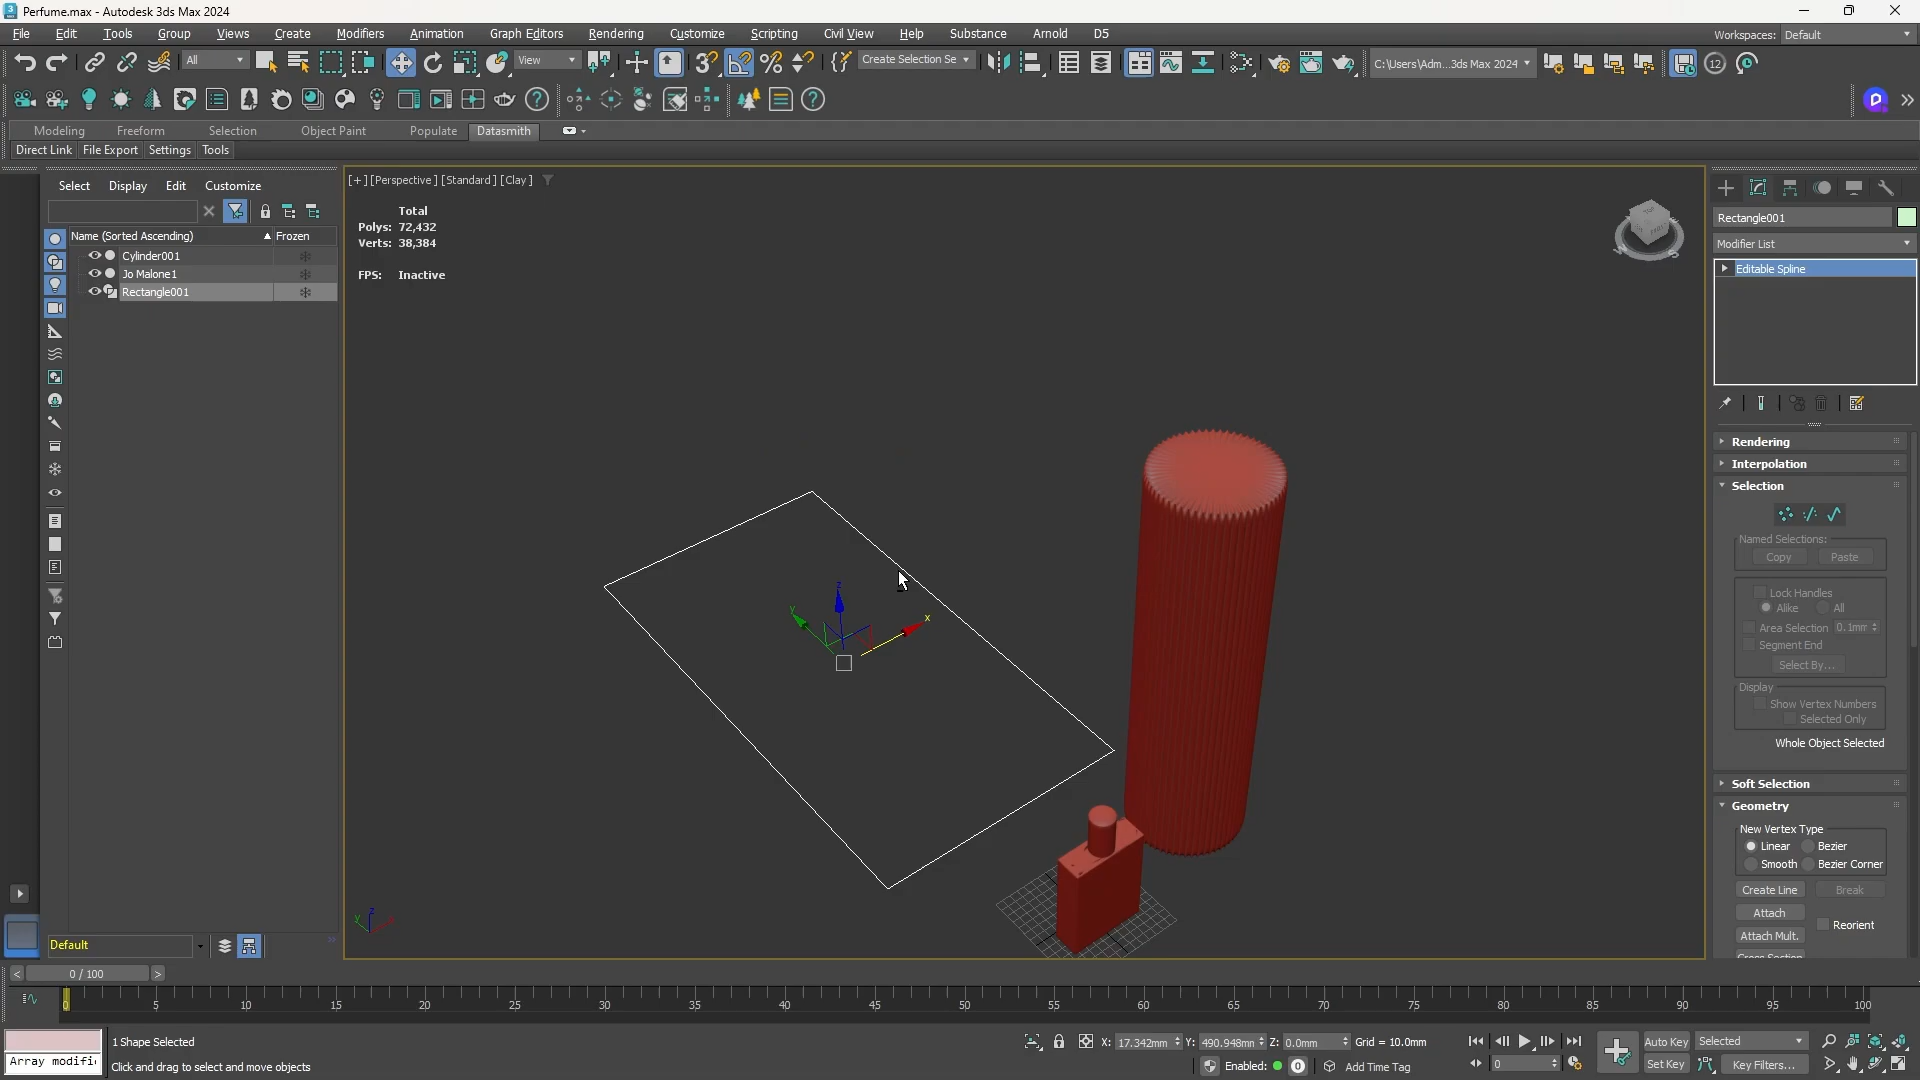 Perfume.max - Autodesk 3ds Max 2024
File Edit Tools Group Views Create Modifiers Animation Graph Editors Rendering Customize Scripting Civil View Help Substance Arnold D5 Workspaces: Default
All View Create Selection Se C:\Users\Adm...3ds Max 2024 12
Modeling Freeform Selection Object Paint Populate Datasmith
Direct Link File Export Settings Tools
Select Display Edit Customize
[+] [Perspective] [Standard] [Clay]
Total
Polys: 72,432
Verts: 38,384
FPS: Inactive
Name (Sorted Ascending) Frozen
Cylinder001
Jo Malone1
Rectangle001
z
y
x
Rectangle001
Modifier List
Editable Spline
Rendering
Interpolation
Selection
Named Selections:
Copy Paste
Lock Handles
Alike All
Area Selection 0.1mm
Segment End
Select By...
Display
Show Vertex Numbers
Selected Only
Whole Object Selected
Soft Selection
Geometry
New Vertex Type
Linear Bezier
Smooth Bezier Corner
Create Line Break
Attach
Reorient
Attach Mult.
Cross Section
Default
0 / 100
0 5 10 15 20 25 30 35 40 45 50 55 60 65 70 75 80 85 90 95 100
1 Shape Selected
Array modifi
Click and drag to select and move objects
X: 17.342mm Y: 490.948mm Z: 0.0mm Grid = 10.0mm
Enabled: 0 Add Time Tag
0
Auto Key Selected
Set Key Key Filters...